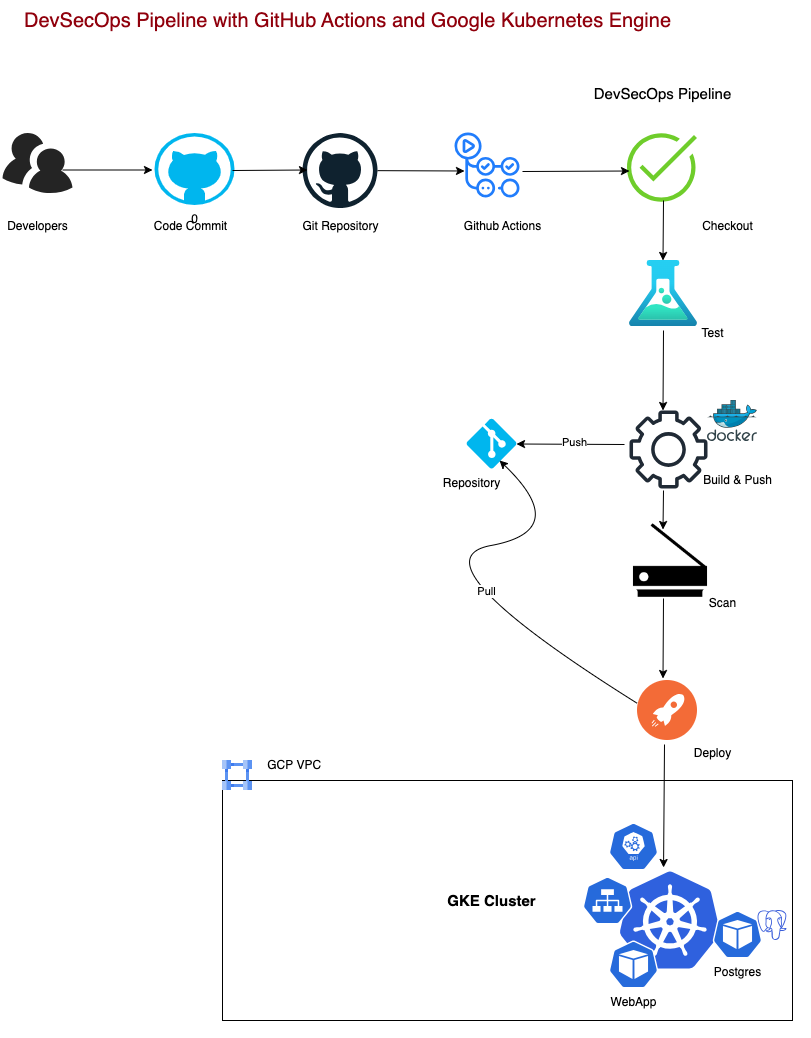 DevSecOps Pipeline with GitHub Actions and Google Kubernetes Engine
DevSecOps Pipeline
0
Developers
Code Commit
Git Repository
Github Actions
Checkout
Test
docker
Push
Repository
Build & Push
Pull
Scan
Deploy
GCP VPC
api
GKE Cluster
Postgres
WebApp